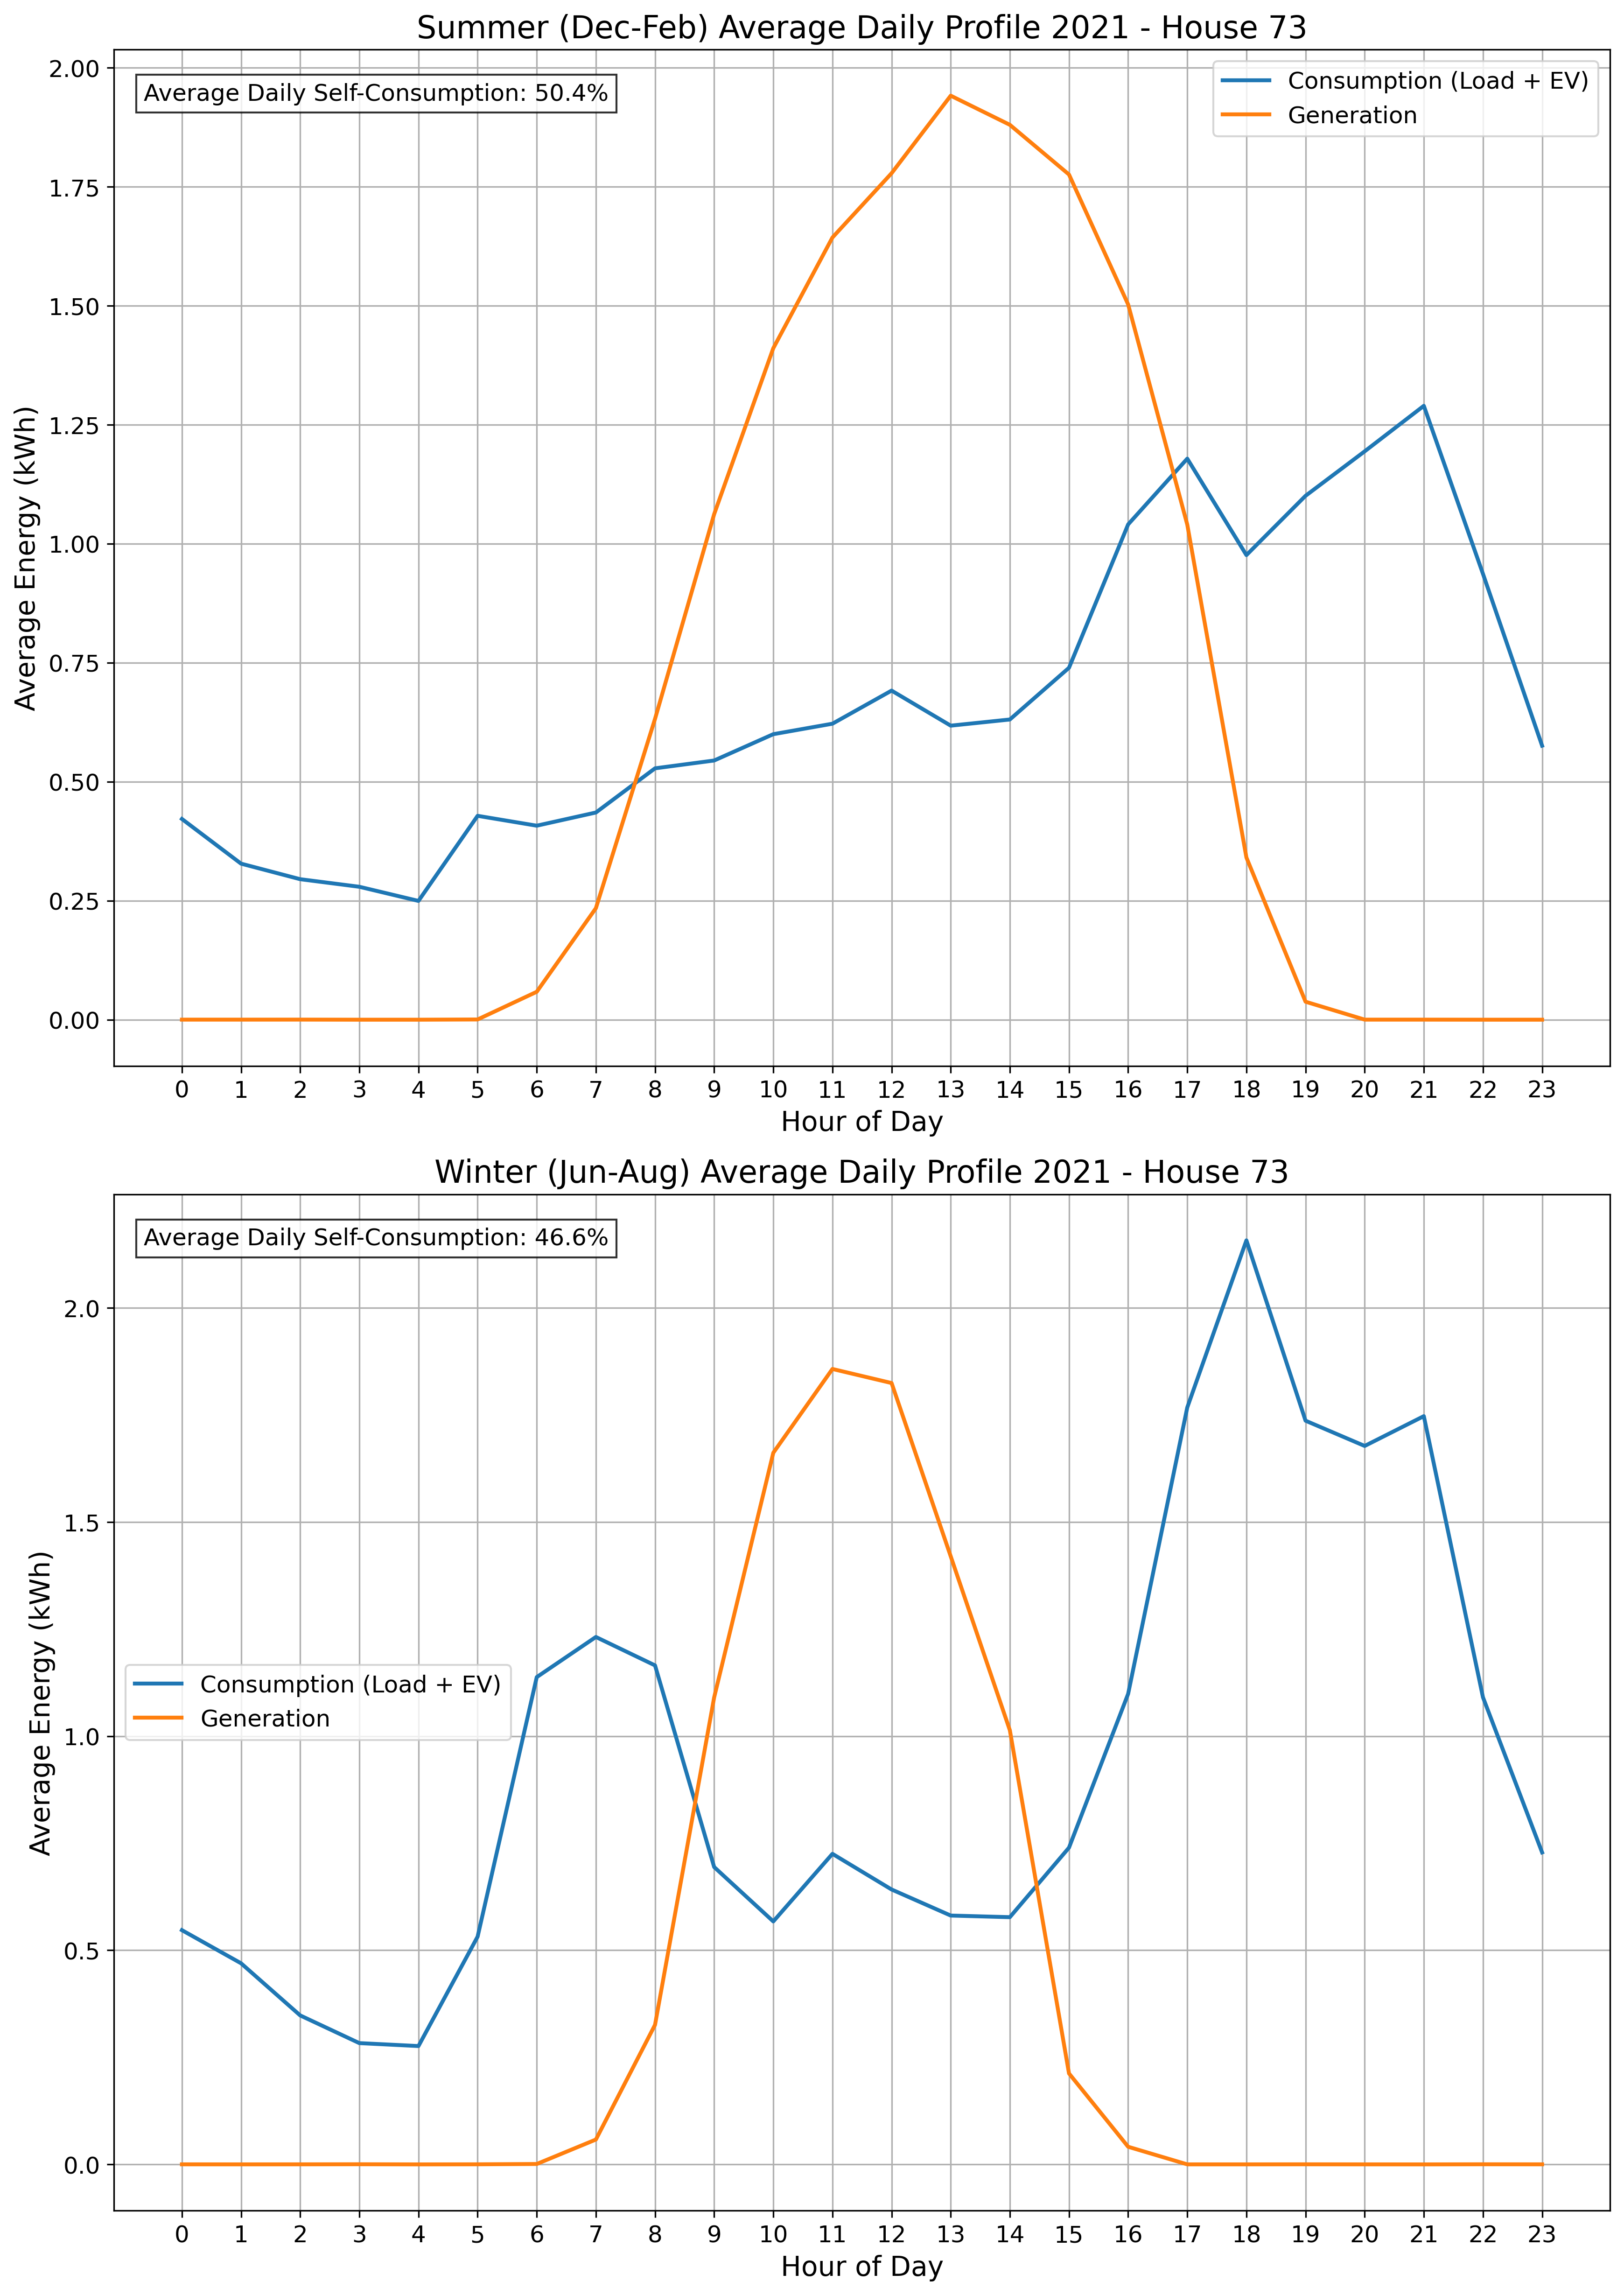 Summer (Dec-Feb) Average Daily Profile 2021 - House 73
Average Daily Self-Consumption: 50.4%
Consumption (Load + EV)
Generation
Average Energy (kWh)
2.00
1.75
1.50
1.25
1.00
0.75
0.50
0.25
0.00
0 1 2 3 4 5 6 7 8 9 10 11 12 13 14 15 16 17 18 19 20 21 22 23
Hour of Day
Winter (Jun-Aug) Average Daily Profile 2021 - House 73
Average Daily Self-Consumption: 46.6%
Consumption (Load + EV)
Generation
Average Energy (kWh)
2.0
1.5
1.0
0.5
0.0
0 1 2 3 4 5 6 7 8 9 10 11 12 13 14 15 16 17 18 19 20 21 22 23
Hour of Day